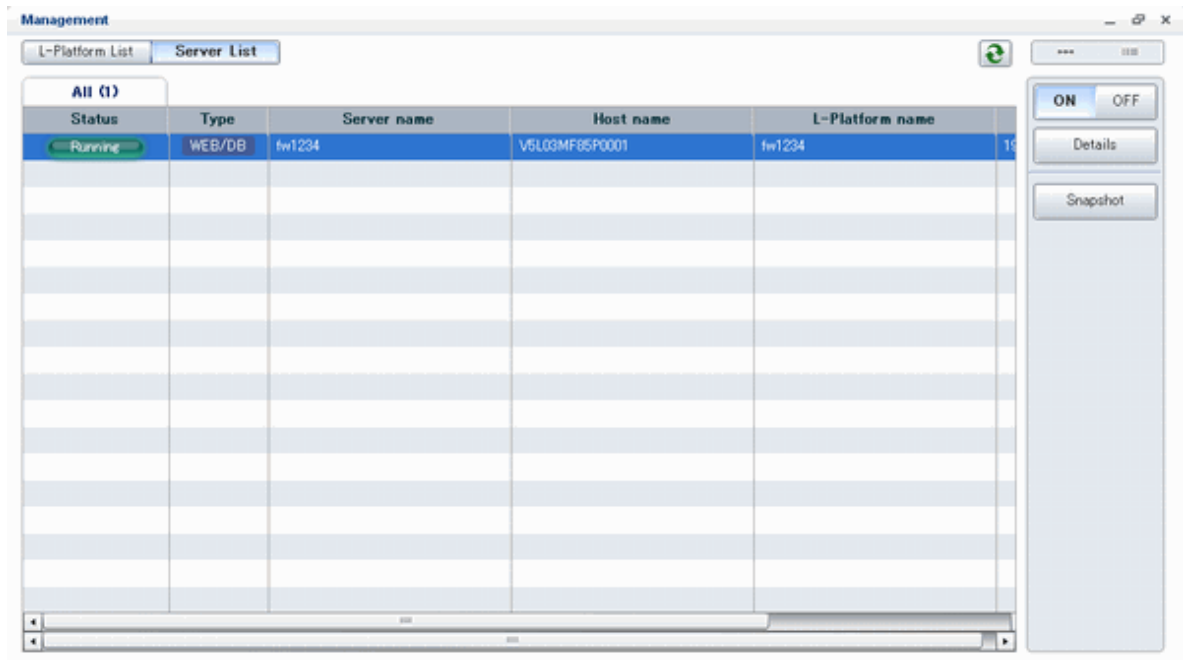 Management
L-Platform List Server List
All (1)
ON OFF
Status Type Server name Host name L-Platform name
Running WEB/DB fw1234 V5L03MF85P0001 fw1234 19
Details
Snapshot